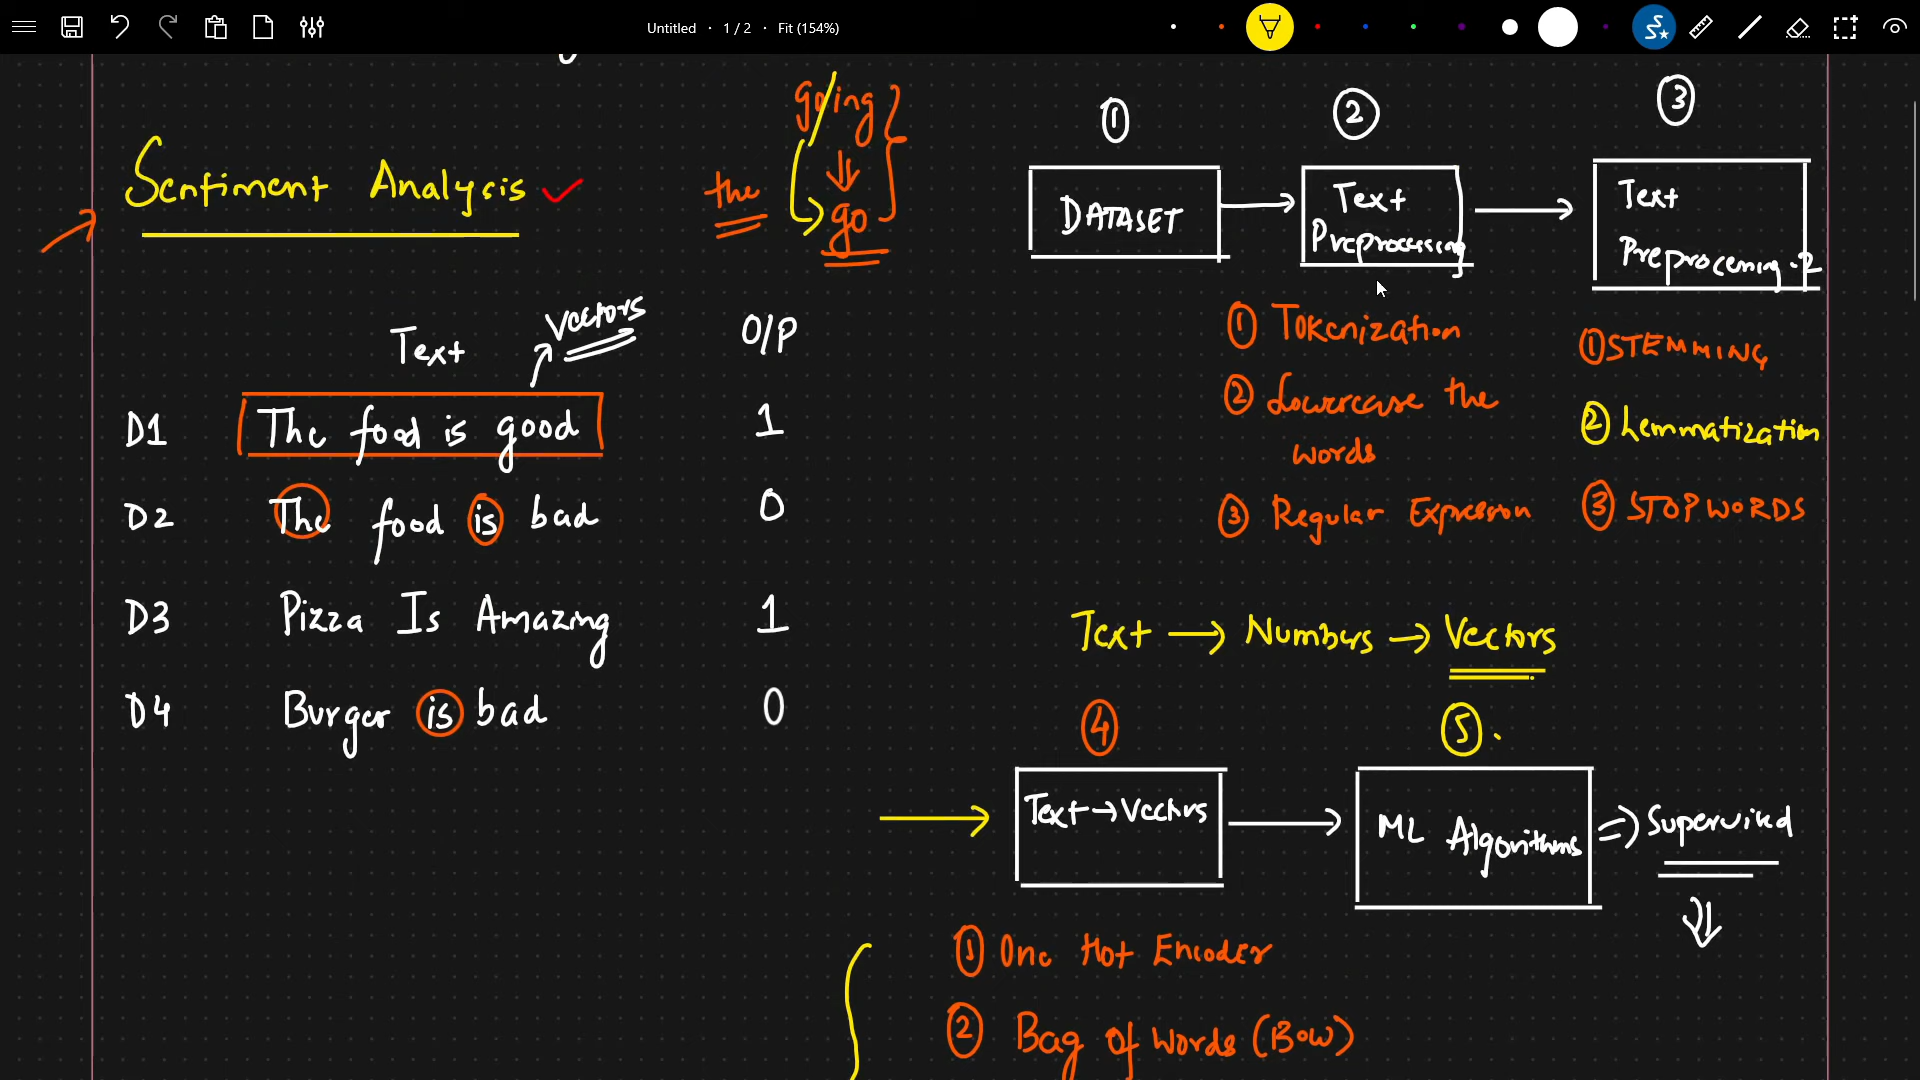 Untitled · 1 / 2 · Fit (154%)
Sentiment Analysis
going
the
go
Text
Vectors
O/P
D1 The food is good 1
D2 The food is bad 0
D3 Pizza Is Amazing 1
D4 Burger is bad 0
①
DATASET
②
Text
Preprocessing
③
Text
Preprocening.2
① Tokenization
② Lowercase the
words
③ Regular Expression
① STEMMING
② Lemmatization
③ STOPWORDS
Text → Numbers → Vectors
④
Text → Vectors
⑤ .
ML Algorithms
⇒ Supervised
① One Hot Encoder
② Bag of words (BOW)